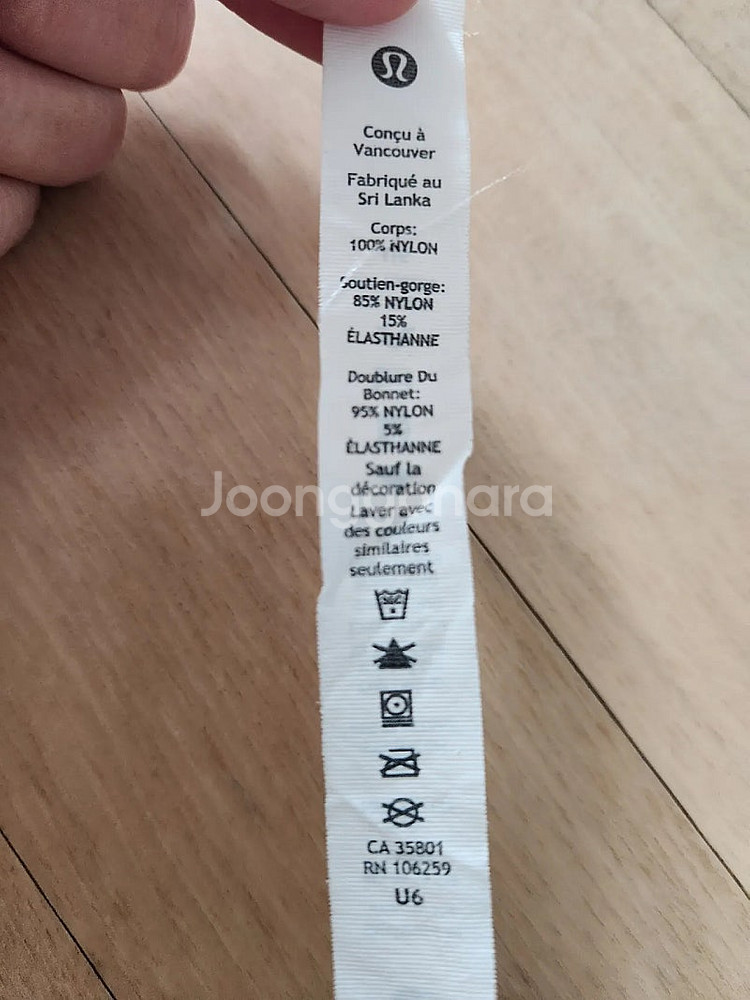 Conçu à
Vancouver
Fabriqué au
Sri Lanka
Corps:
100% NYLON
Soutien-gorge:
85% NYLON
15%
ÉLASTHANNE
Doublure Du
Bonnet:
95% NYLON
5%
ÉLASTHANNE
Sauf la
décoration
Joonggonara
Laver avec
des couleurs
similaires
seulement
CA 35801
RN 106259
U6